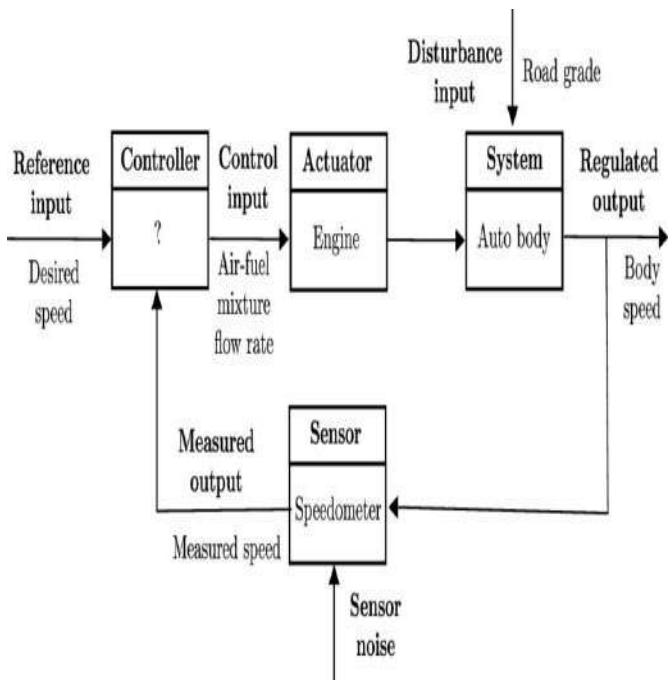 Disturbance
input
Road grade
Reference
input
Desired
speed
Controller
?
Control
input
Air-fuel
mixture
flow rate
Actuator
Engine
System
Auto body
Regulated
output
Body
speed
Measured
output
Measured speed
Sensor
Speedometer
Sensor
noise